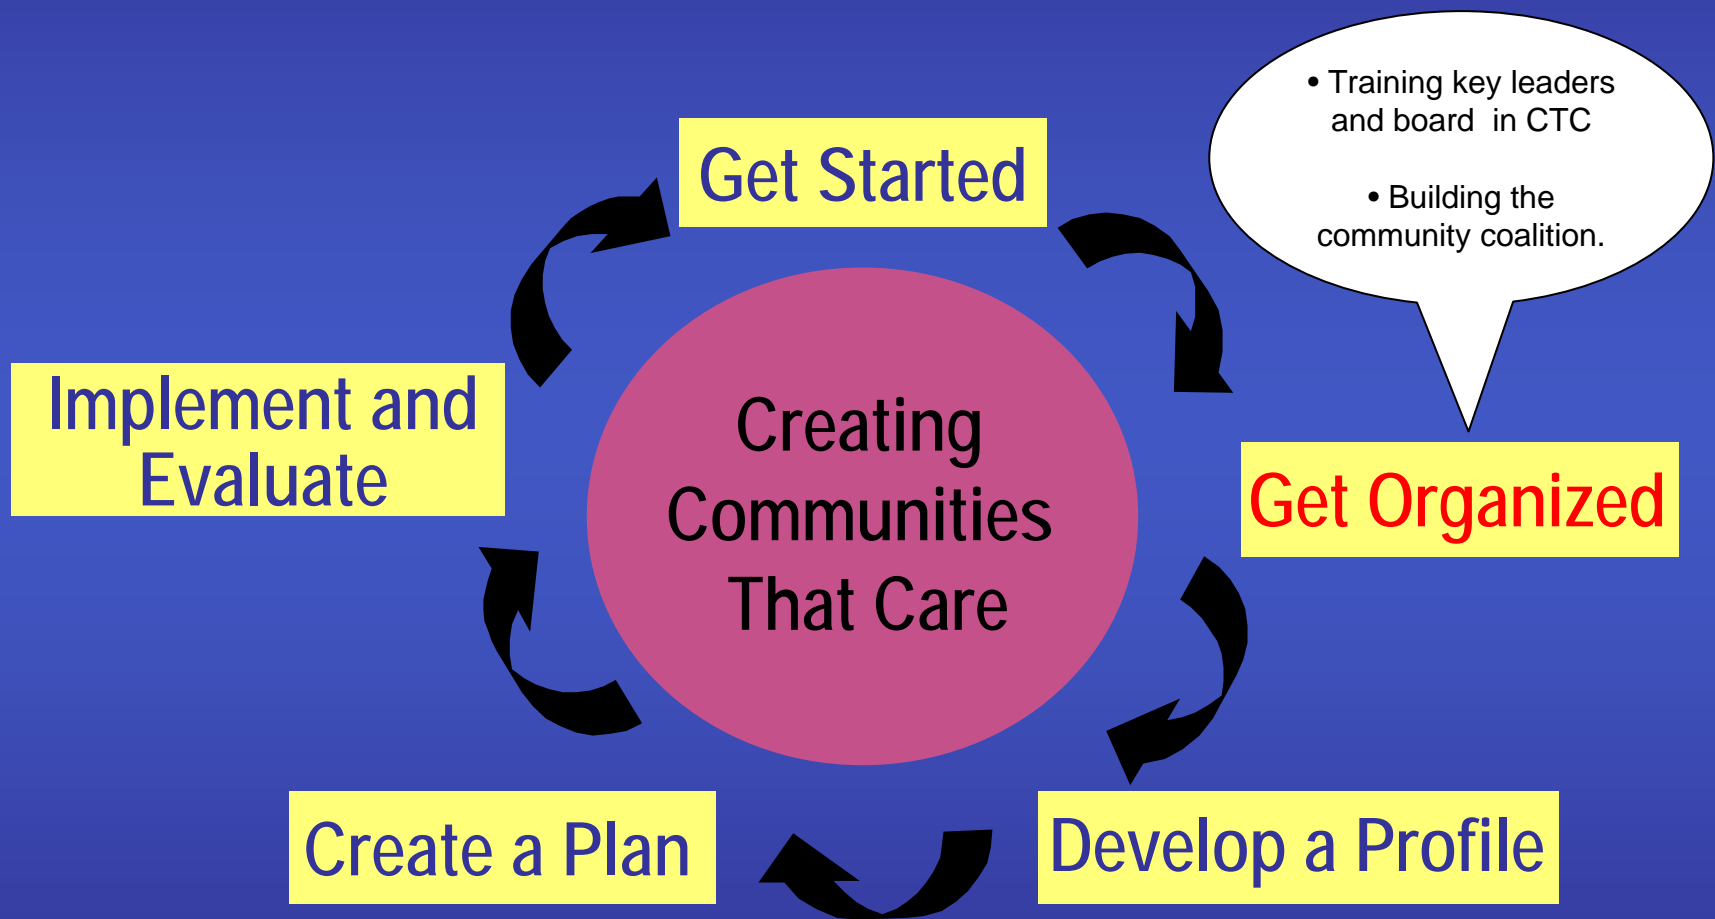 • Training key leaders
and board in CTC
• Building the
community coalition.
Get Started
Implement and
Evaluate
Creating
Communities
That Care
Get Organized
Create a Plan
Develop a Profile